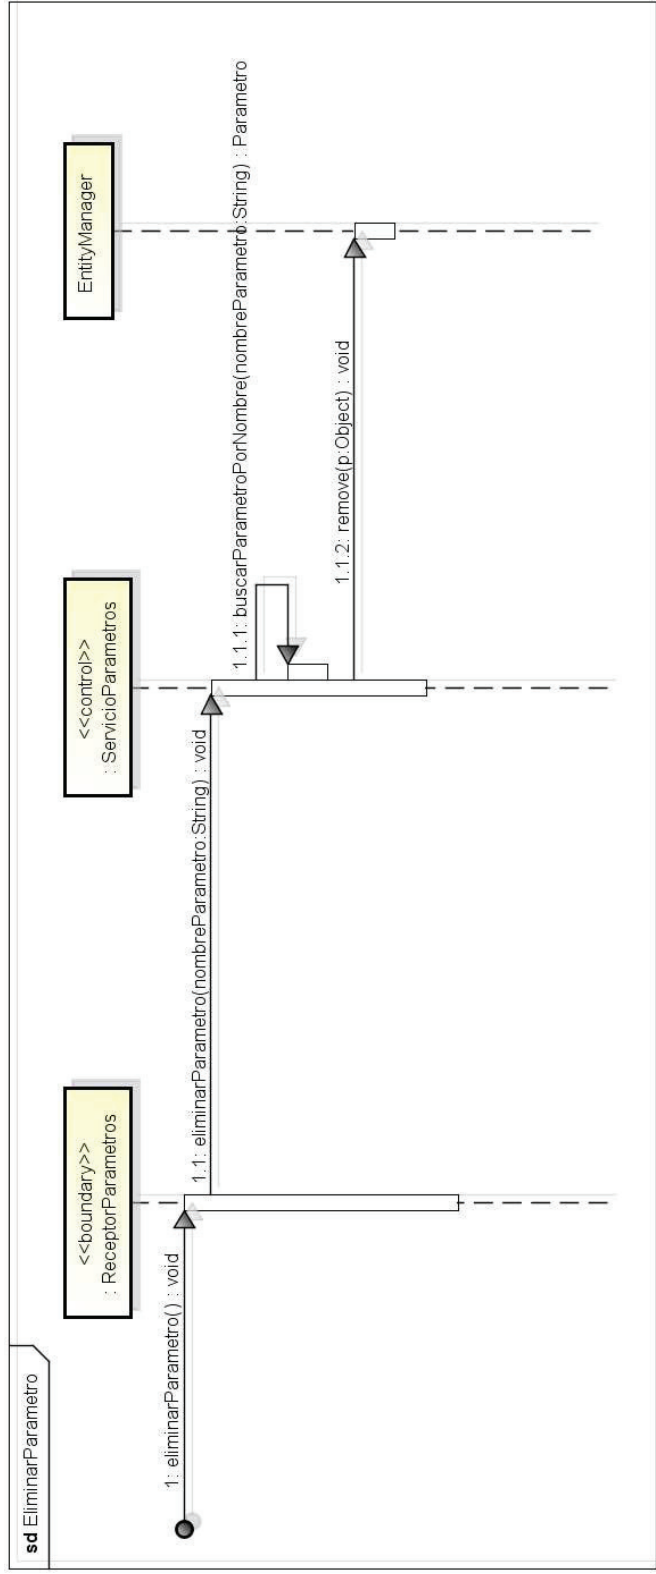 sd EliminarParametro
<<boundary>>
: ReceptorParametros
<<control>>
: ServicioParametros
EntityManager
1: eliminarParametro() : void
1.1: eliminarParametro(nombreParametro:String) : void
1.1.1: buscarParametroPorNombre(nombreParametro:String) : Parametro
1.1.2: remove(p:Object) : void